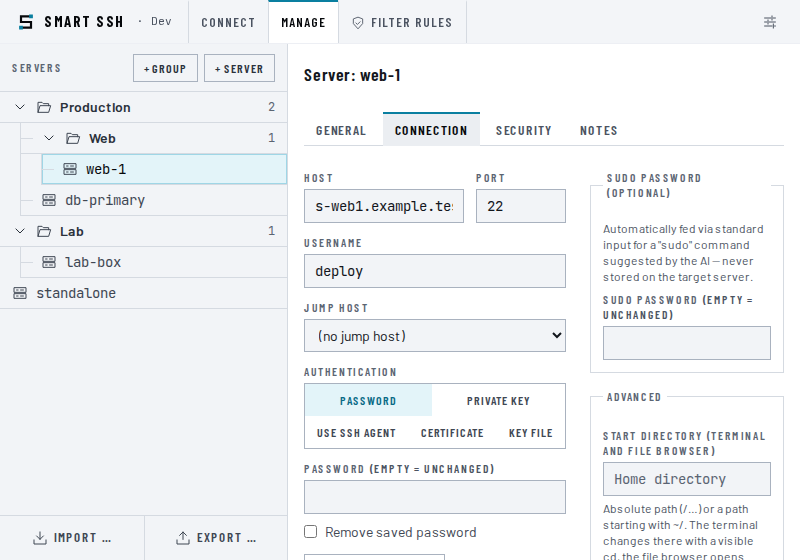 SMART SSH · Dev CONNECT MANAGE FILTER RULES
SERVERS + GROUP + SERVER
Production 2
Web 1
web-1
db-primary
Lab 1
lab-box
standalone
IMPORT ... EXPORT ...
Server: web-1
GENERAL CONNECTION SECURITY NOTES
HOST PORT
s-web1.example.te 22
USERNAME
deploy
JUMP HOST
(no jump host)
AUTHENTICATION
PASSWORD PRIVATE KEY
USE SSH AGENT CERTIFICATE KEY FILE
PASSWORD (EMPTY = UNCHANGED)
Remove saved password
SUDO PASSWORD
(OPTIONAL)
Automatically fed via standard
input for a "sudo" command
suggested by the AI — never
stored on the target server.
SUDO PASSWORD (EMPTY =
UNCHANGED)
ADVANCED
START DIRECTORY (TERMINAL
AND FILE BROWSER)
Home directory
Absolute path (/...) or a path
starting with ~/. The terminal
changes there with a visible
cd, the file browser opens